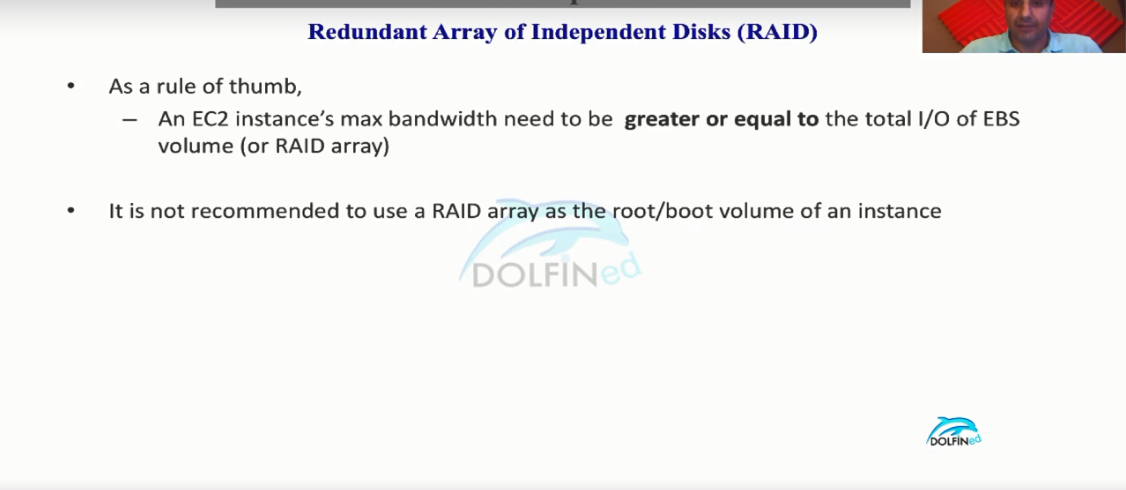 Redundant Array of Independent Disks (RAID)
• As a rule of thumb,
– An EC2 instance's max bandwidth need to be greater or equal to the total I/O of EBS
volume (or RAID array)
• It is not recommended to use a RAID array as the root/boot volume of an instance
DOLFINed
DOLFINed